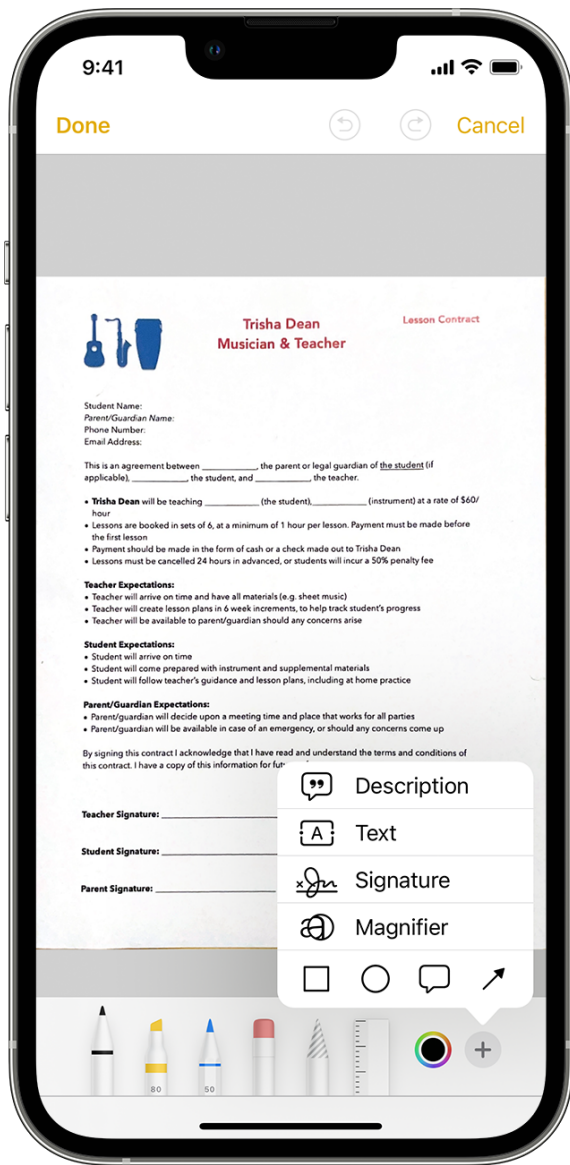 9:41
Done
Cancel
Trisha Dean
Musician & Teacher
Lesson Contract
Student Name:
Parent/Guardian Name:
Phone Number:
Email Address:
This is an agreement between ____________, the parent or legal guardian of the student (if
applicable), ____________, the student, and ____________, the teacher.
• Trisha Dean will be teaching ____________ (the student),____________ (instrument) at a rate of $60/
hour
• Lessons are booked in sets of 6, at a minimum of 1 hour per lesson. Payment must be made before
the first lesson
• Payment should be made in the form of cash or a check made out to Trisha Dean
• Lessons must be cancelled 24 hours in advanced, or students will incur a 50% penalty fee
Teacher Expectations:
• Teacher will arrive on time and have all materials (e.g. sheet music)
• Teacher will create lesson plans in 6 week increments, to help track student's progress
• Teacher will be available to parent/guardian should any concerns arise
Student Expectations:
• Student will arrive on time
• Student will come prepared with instrument and supplemental materials
• Student will follow teacher's guidance and lesson plans, including at home practice
Parent/Guardian Expectations:
• Parent/guardian will decide upon a meeting time and place that works for all parties
• Parent/guardian will be available in case of an emergency, or should any concerns come up
By signing this contract I acknowledge that I have read and understand the terms and conditions of
this contract. I have a copy of this information for
Teacher Signature: ____________
Student Signature: ____________
Parent Signature: ____________
Description
A Text
Signature
Magnifier
80
50